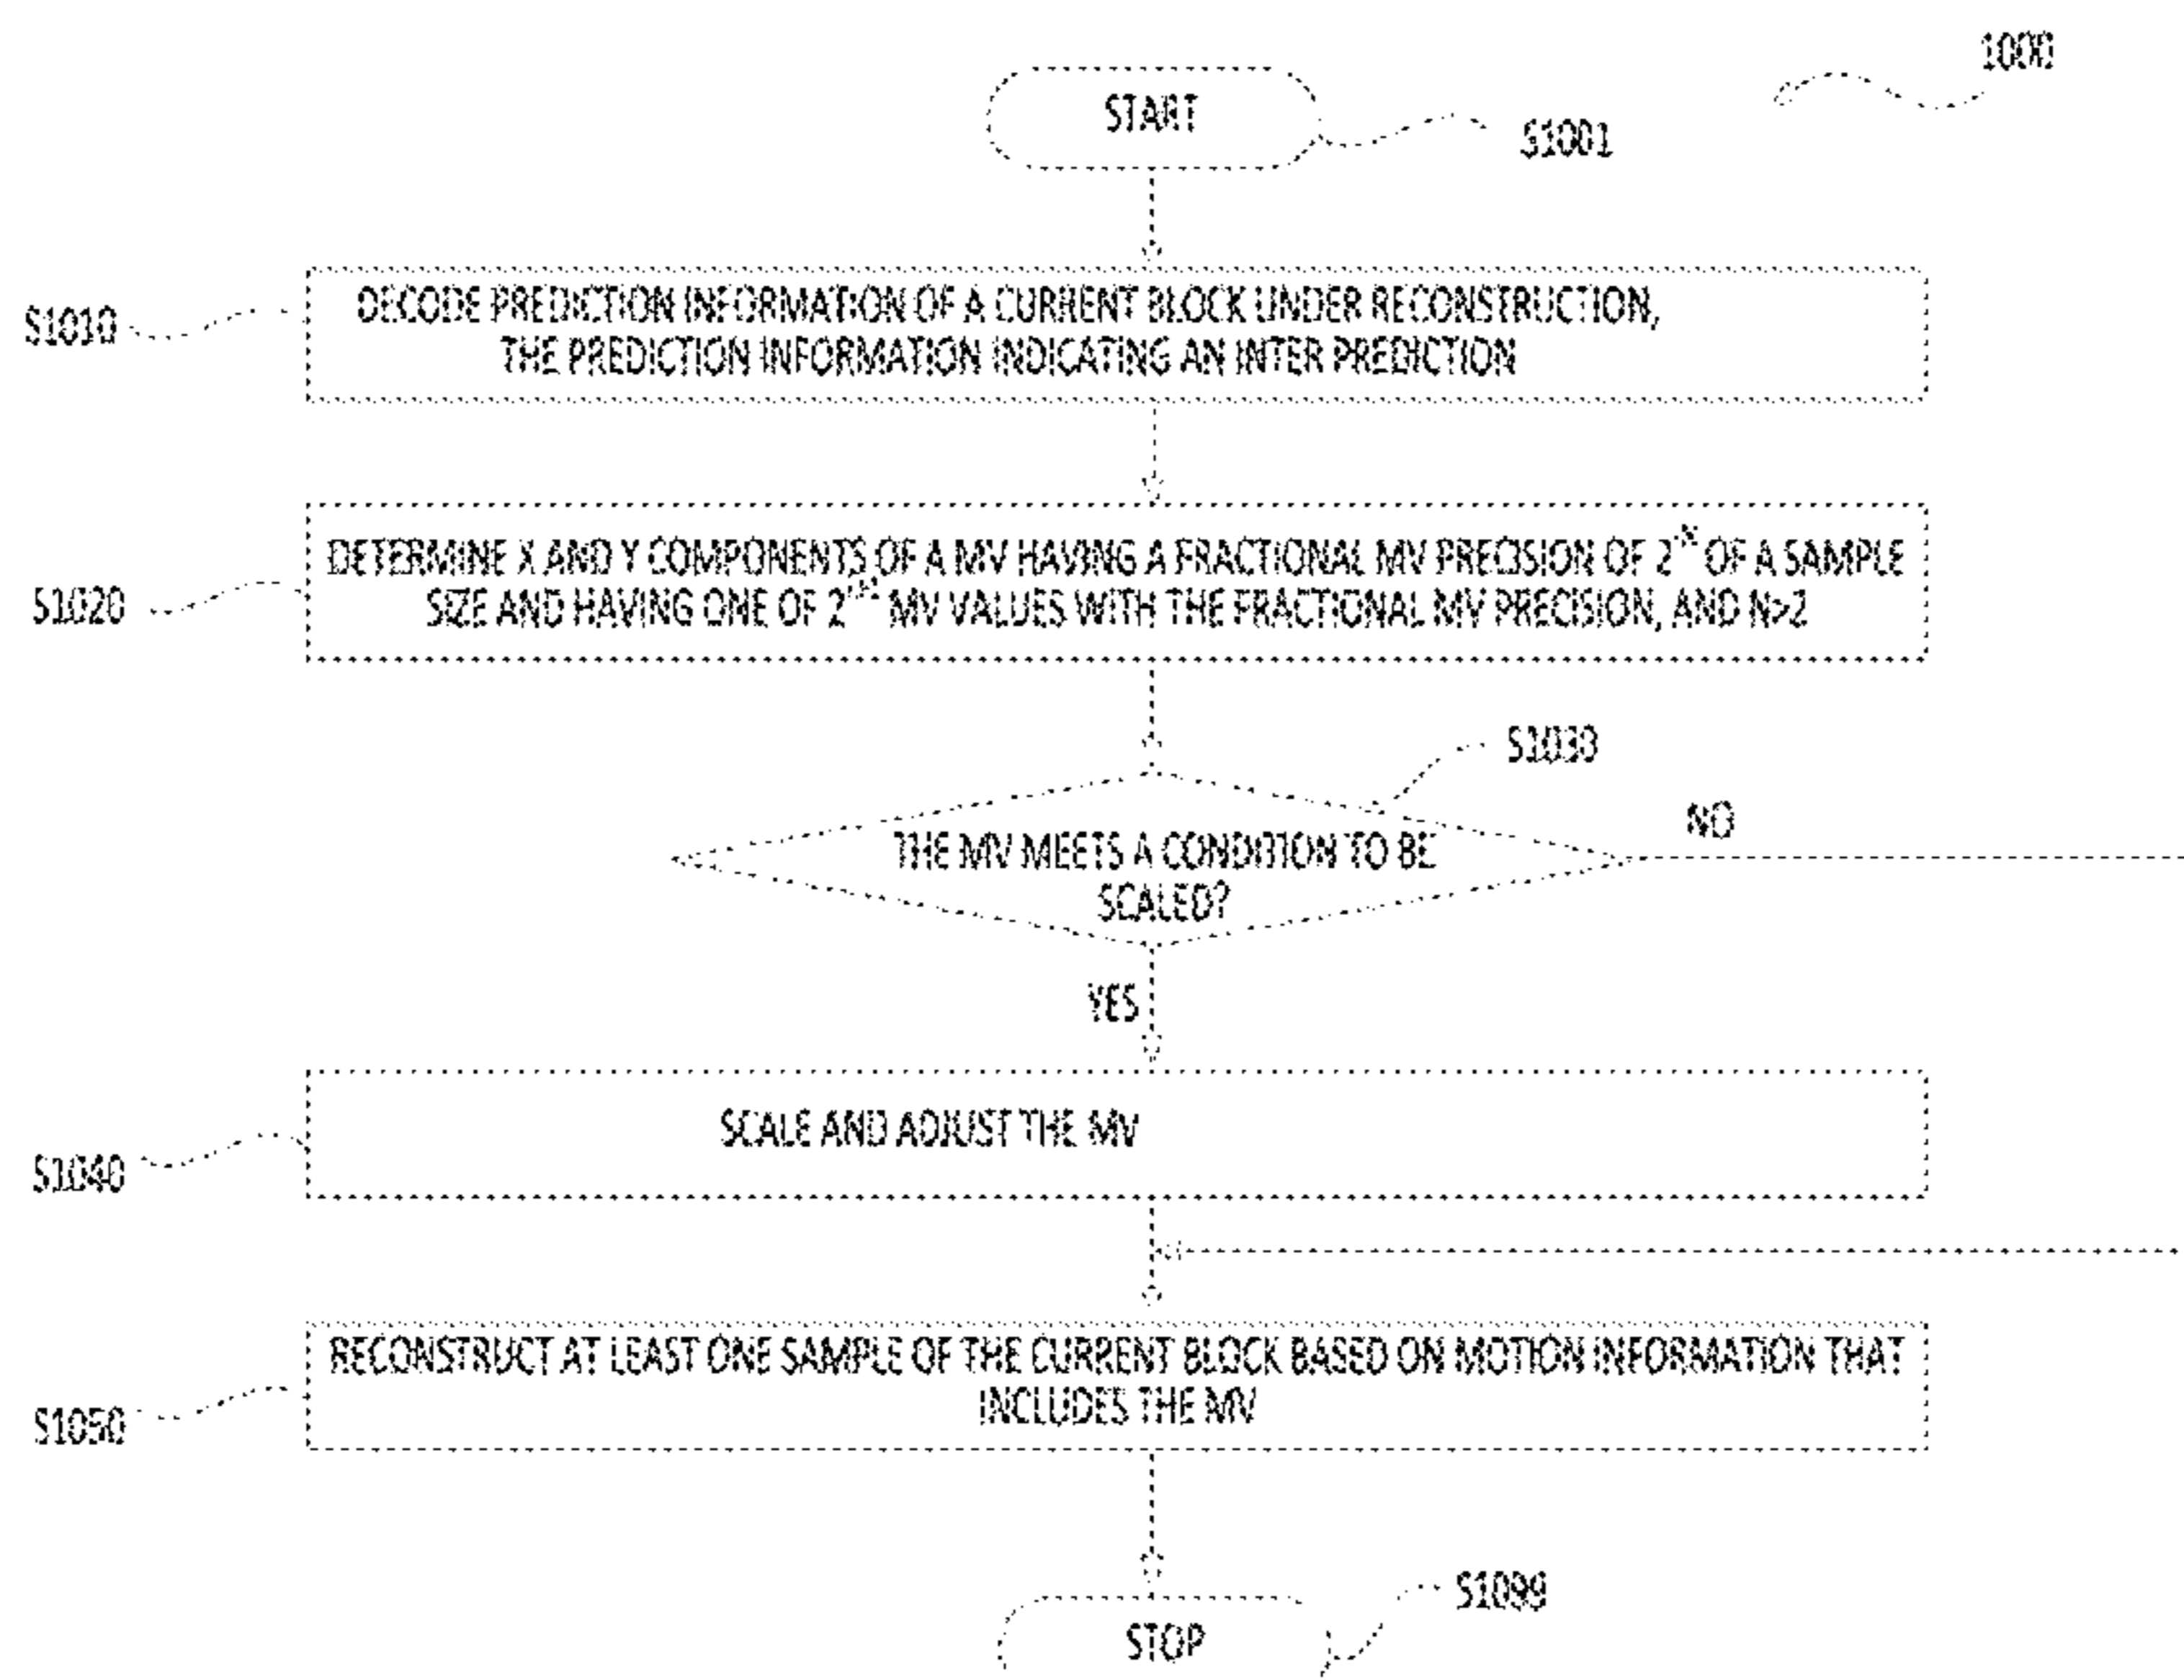 1000
START
S1001
DECODE PREDICTION INFORMATION OF A CURRENT BLOCK UNDER RECONSTRUCTION,
THE PREDICTION INFORMATION INDICATING AN INTER PREDICTION
S1010
DETERMINE X AND Y COMPONENTS OF A MV HAVING A FRACTIONAL MV PRECISION OF 2 OF A SAMPLE
SIZE AND HAVING ONE OF 2 MV VALUES WITH THE FRACTIONAL MV PRECISION, AND N>2
S1020
S1030
NO
THE MV MEETS A CONDITION TO BE
SCALED?
YES
SCALE AND ADJUST THE MV
S1040
RECONSTRUCT AT LEAST ONE SAMPLE OF THE CURRENT BLOCK BASED ON MOTION INFORMATION THAT
INCLUDES THE MV
S1050
S1099
STOP